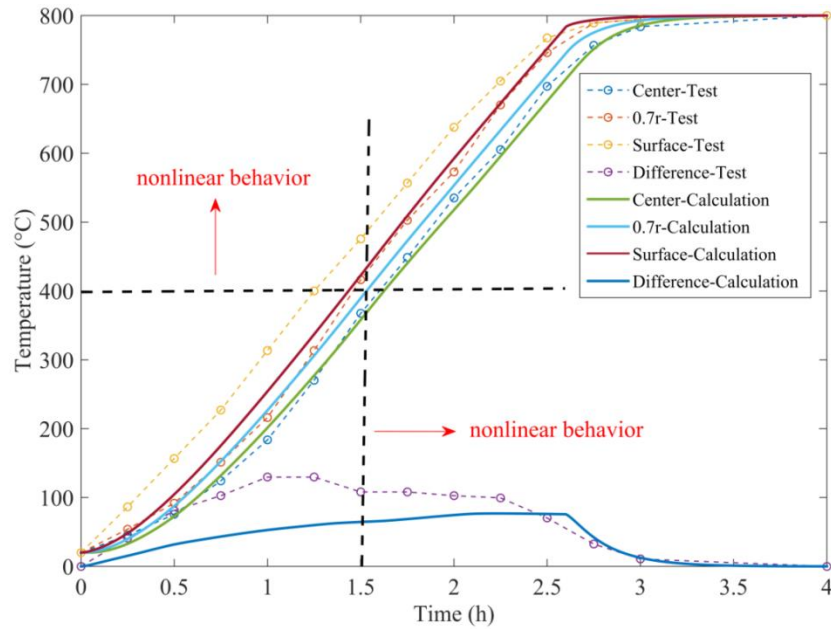 800
700
600
500
400
300
200
100
0
Temperature (°C)
nonlinear behavior
nonlinear behavior
Center-Test
0.7r-Test
Surface-Test
Difference-Test
Center-Calculation
0.7r-Calculation
Surface-Calculation
Difference-Calculation
0 0.5 1 1.5 2 2.5 3 3.5 4
Time (h)